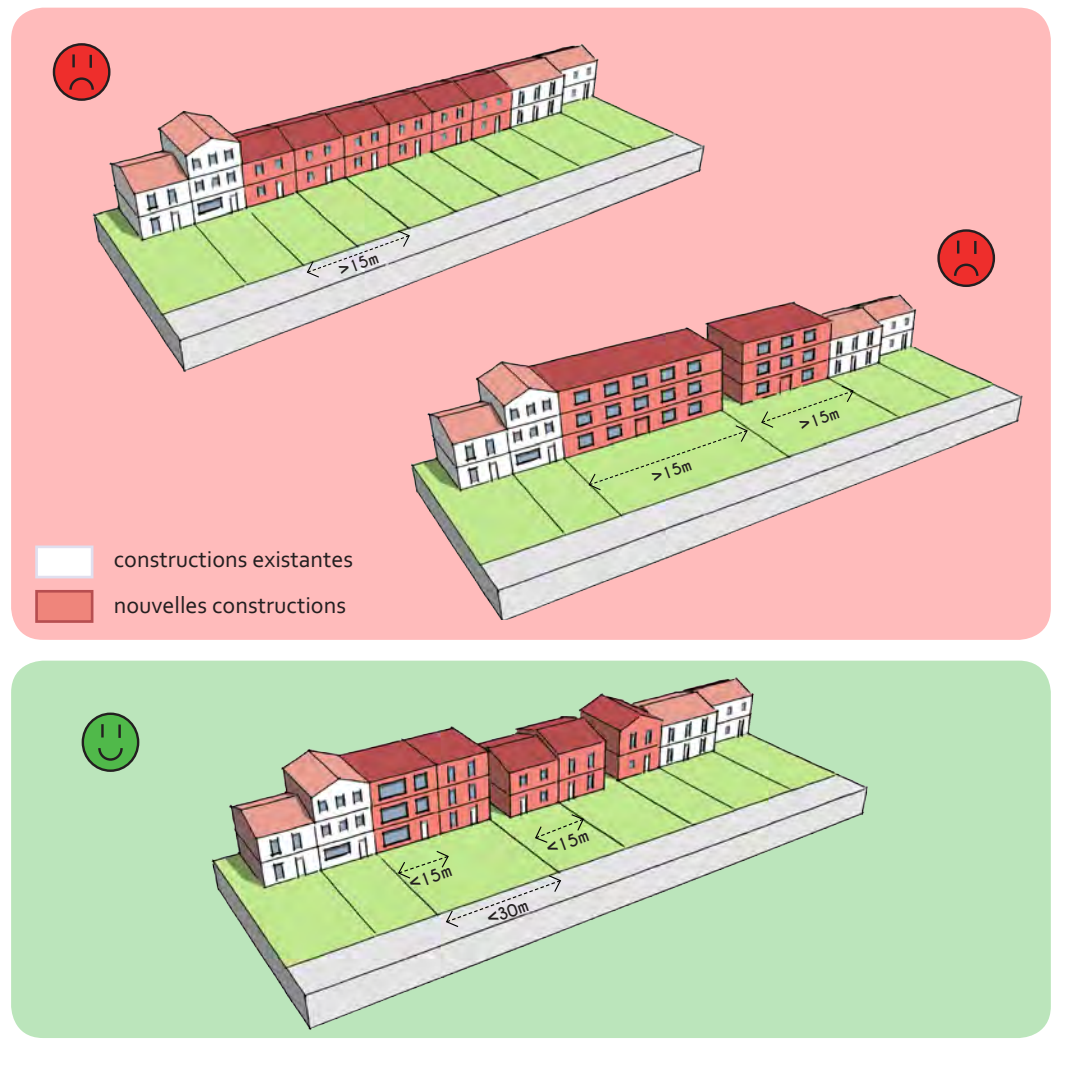 >15m
>15m
>15m
constructions existantes
nouvelles constructions
<15m
<15m
<30m